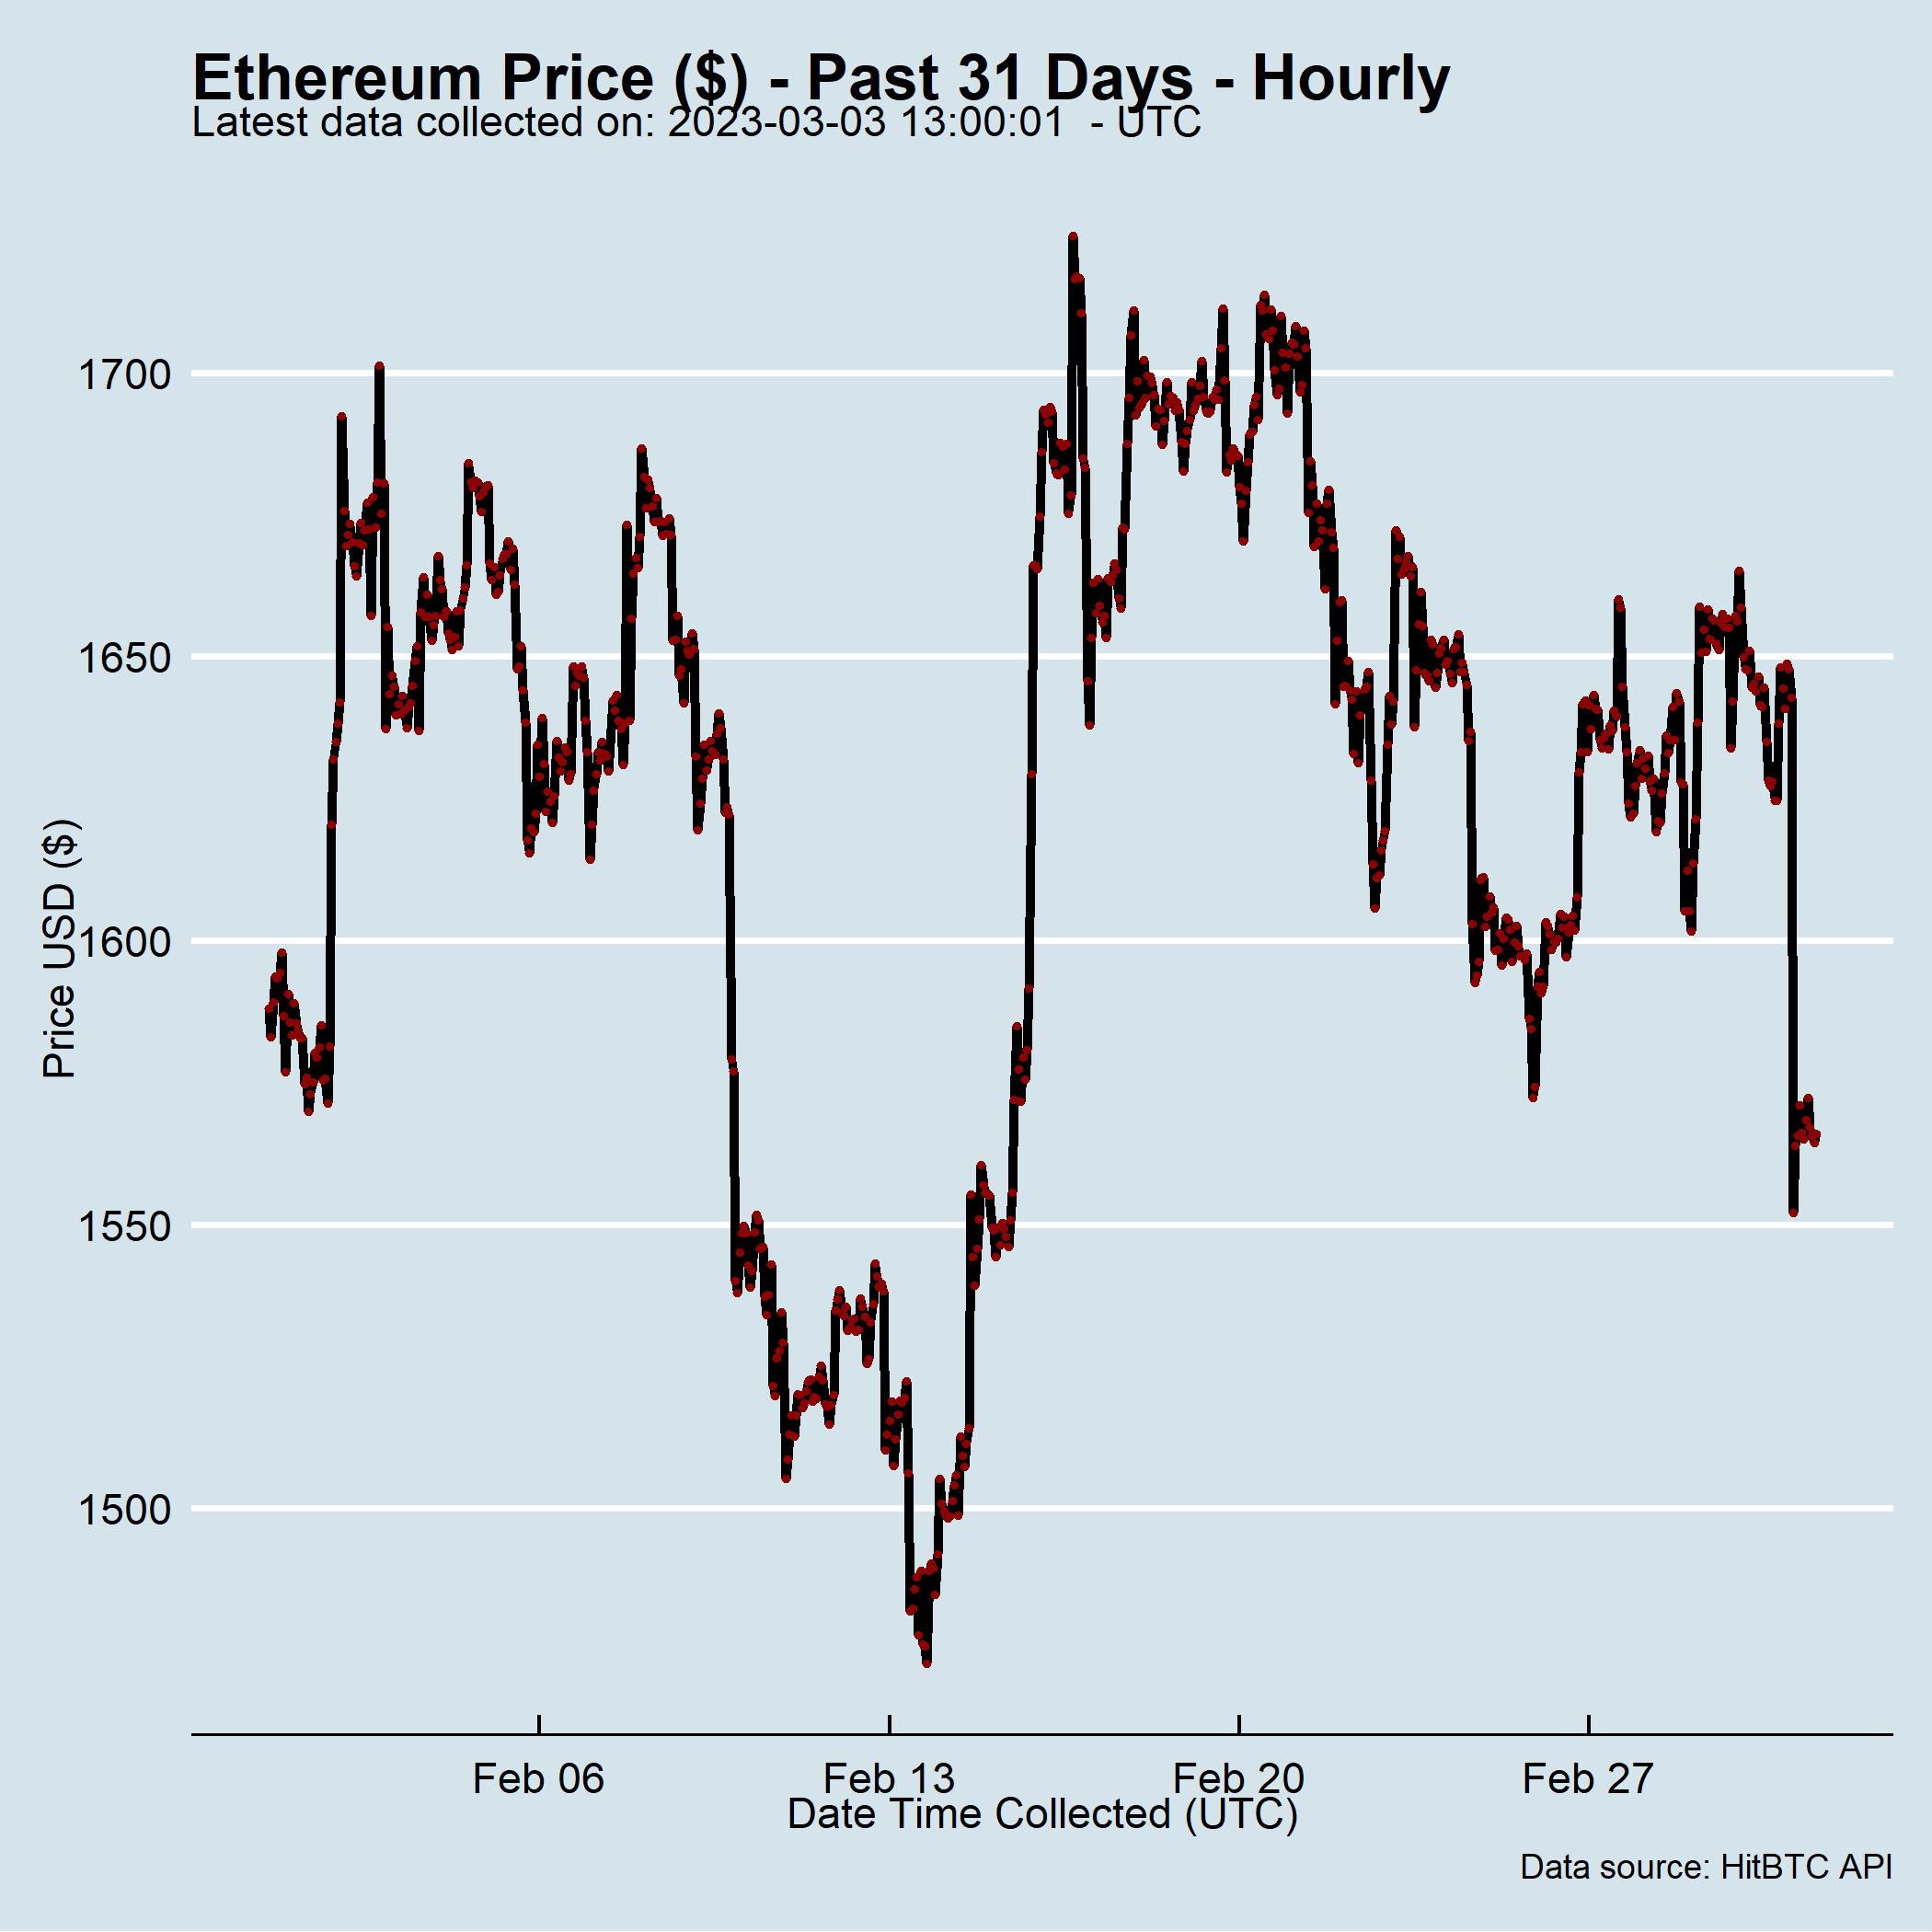 Ethereum Price ($) - Past 31 Days - Hourly
Latest data collected on: 2023-03-03 13:00:01  - UTC
Price USD ($)
1700
1650
1600
1550
1500
Feb 06 Feb 13 Feb 20 Feb 27
Date Time Collected (UTC)
Data source: HitBTC API